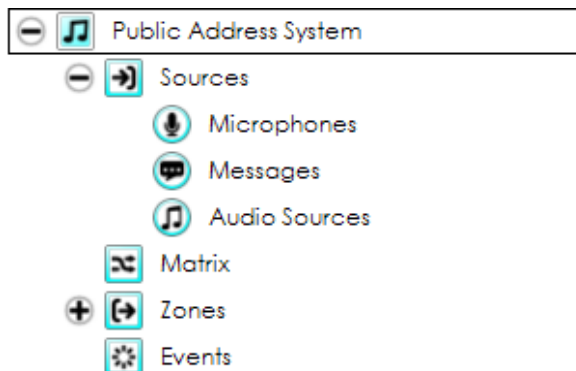 Public Address System
Sources
Microphones
Messages
Audio Sources
Matrix
Zones
Events